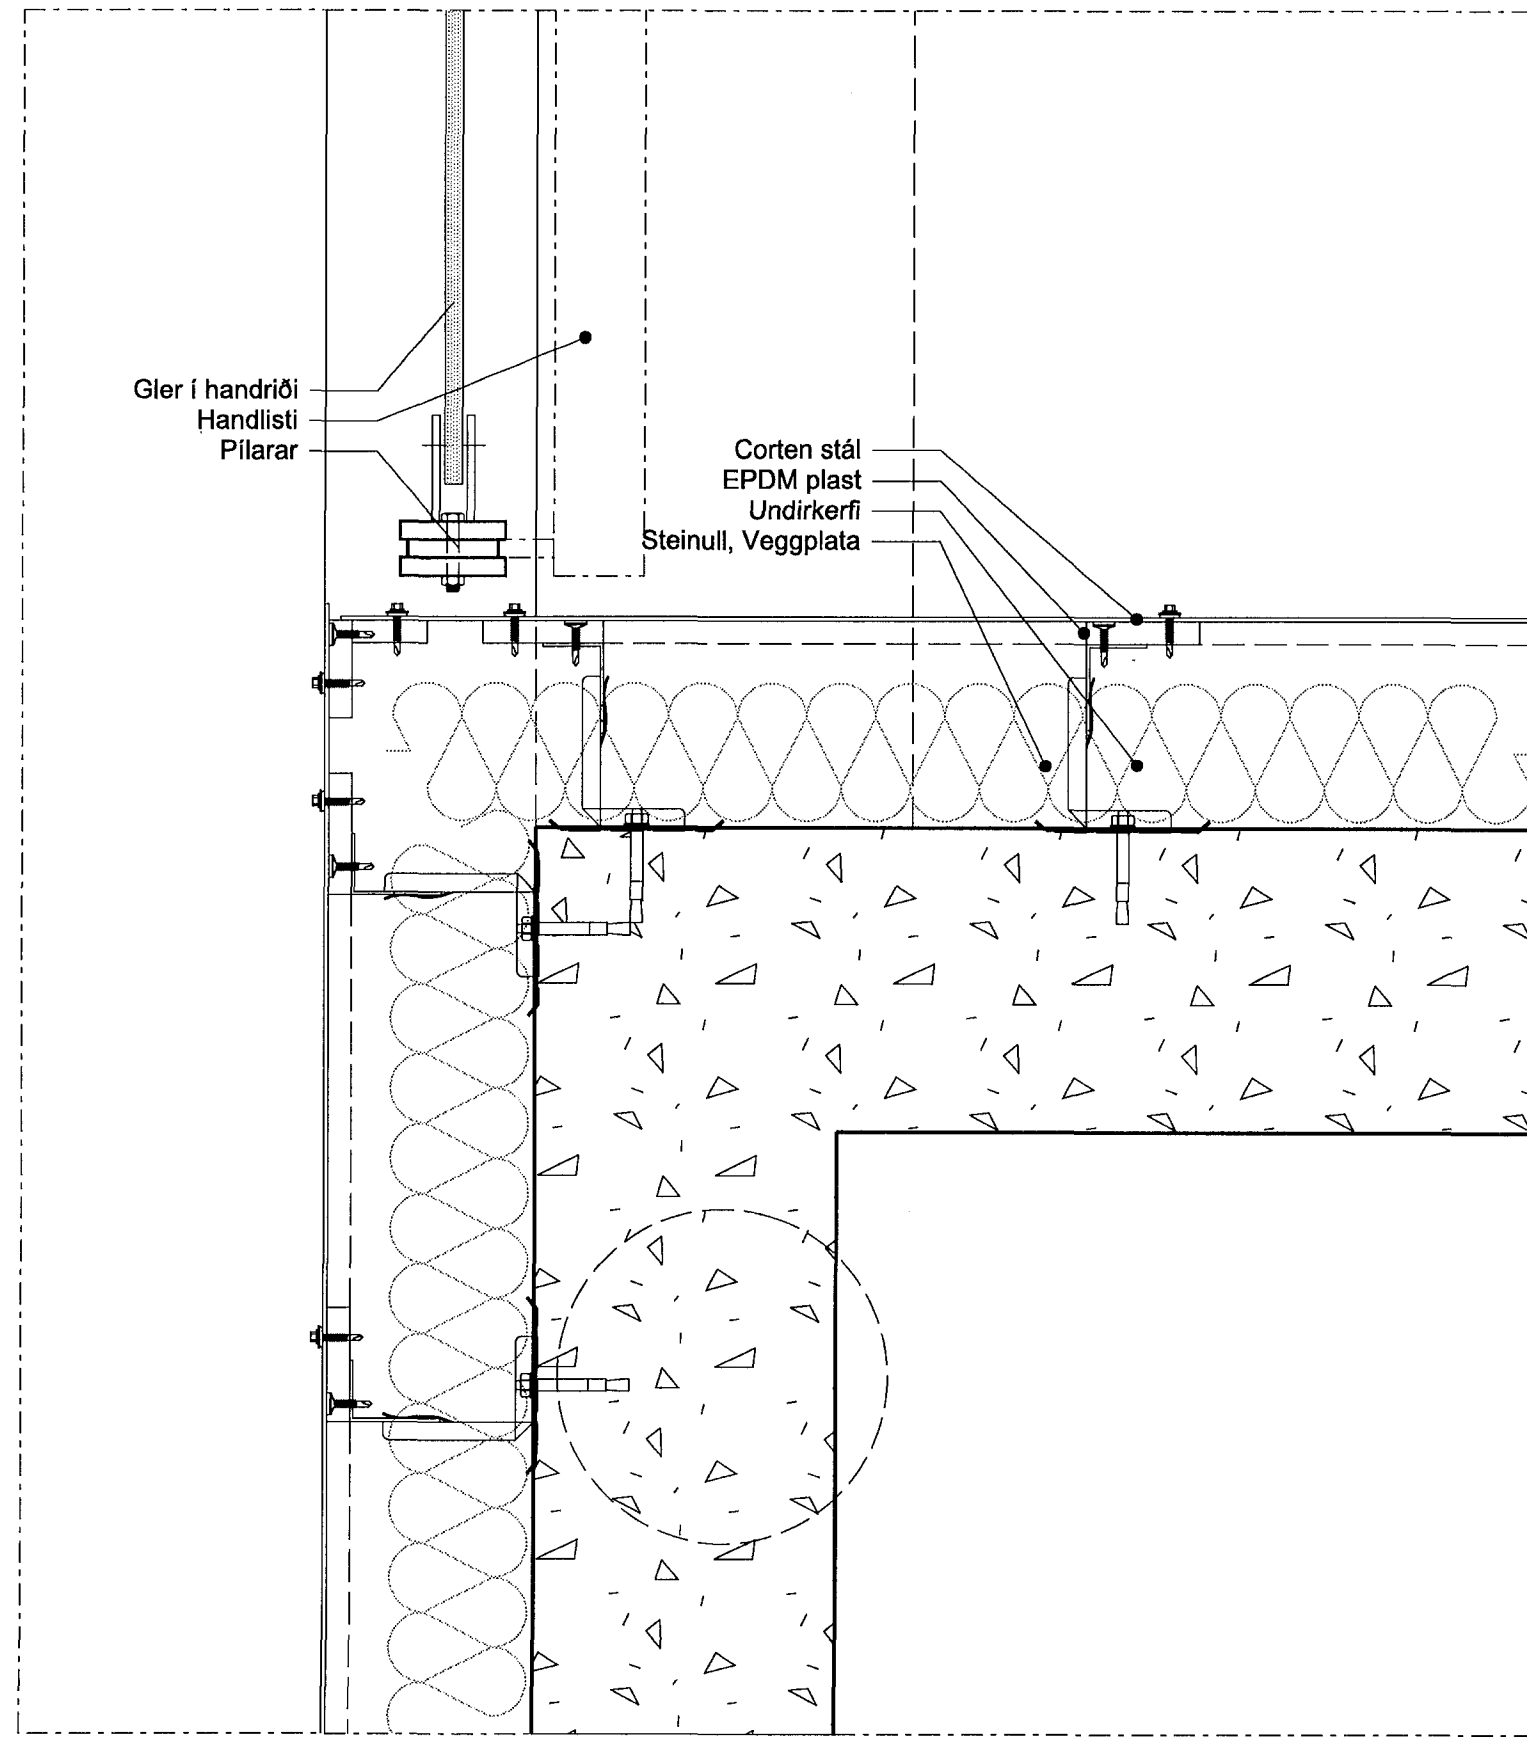 Gler í handriði
Handlisti
Pílarar
Corten stál
EPDM plast
Undirkerfi
Steinull, Veggplata